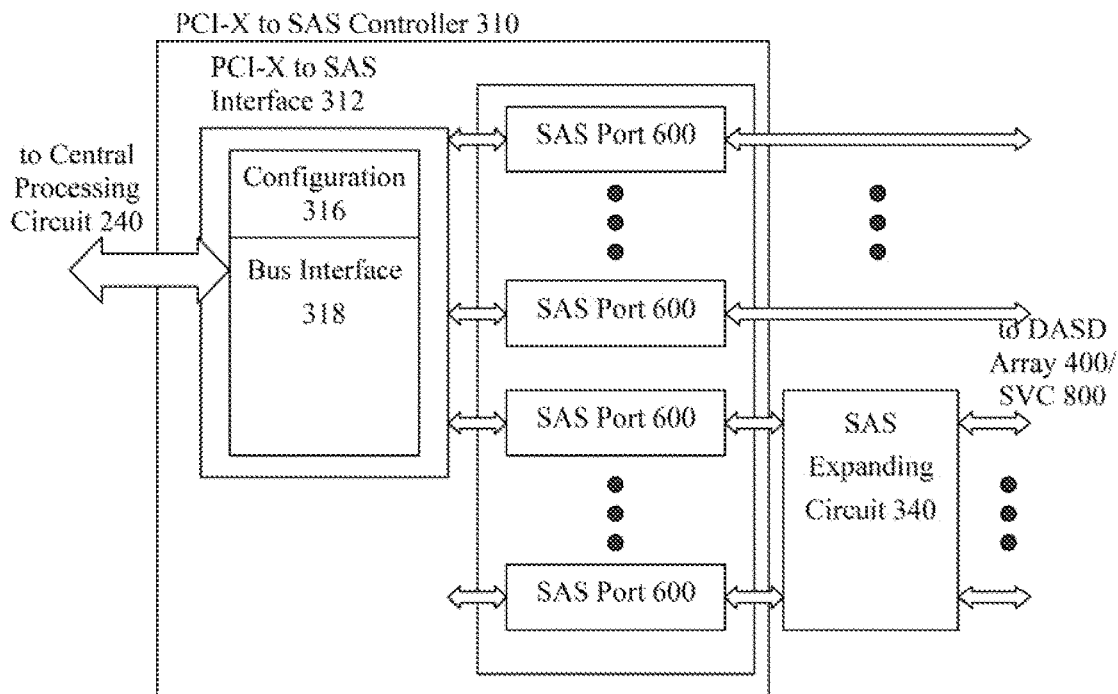 PCI-X to SAS Controller 310
PCI-X to SAS
Interface 312
to Central
Processing
Circuit 240
Configuration
316
Bus Interface
318
SAS Port 600
SAS Port 600
SAS Port 600
SAS Port 600
to DASD
Array 400/
SVC 800
SAS
Expanding
Circuit 340